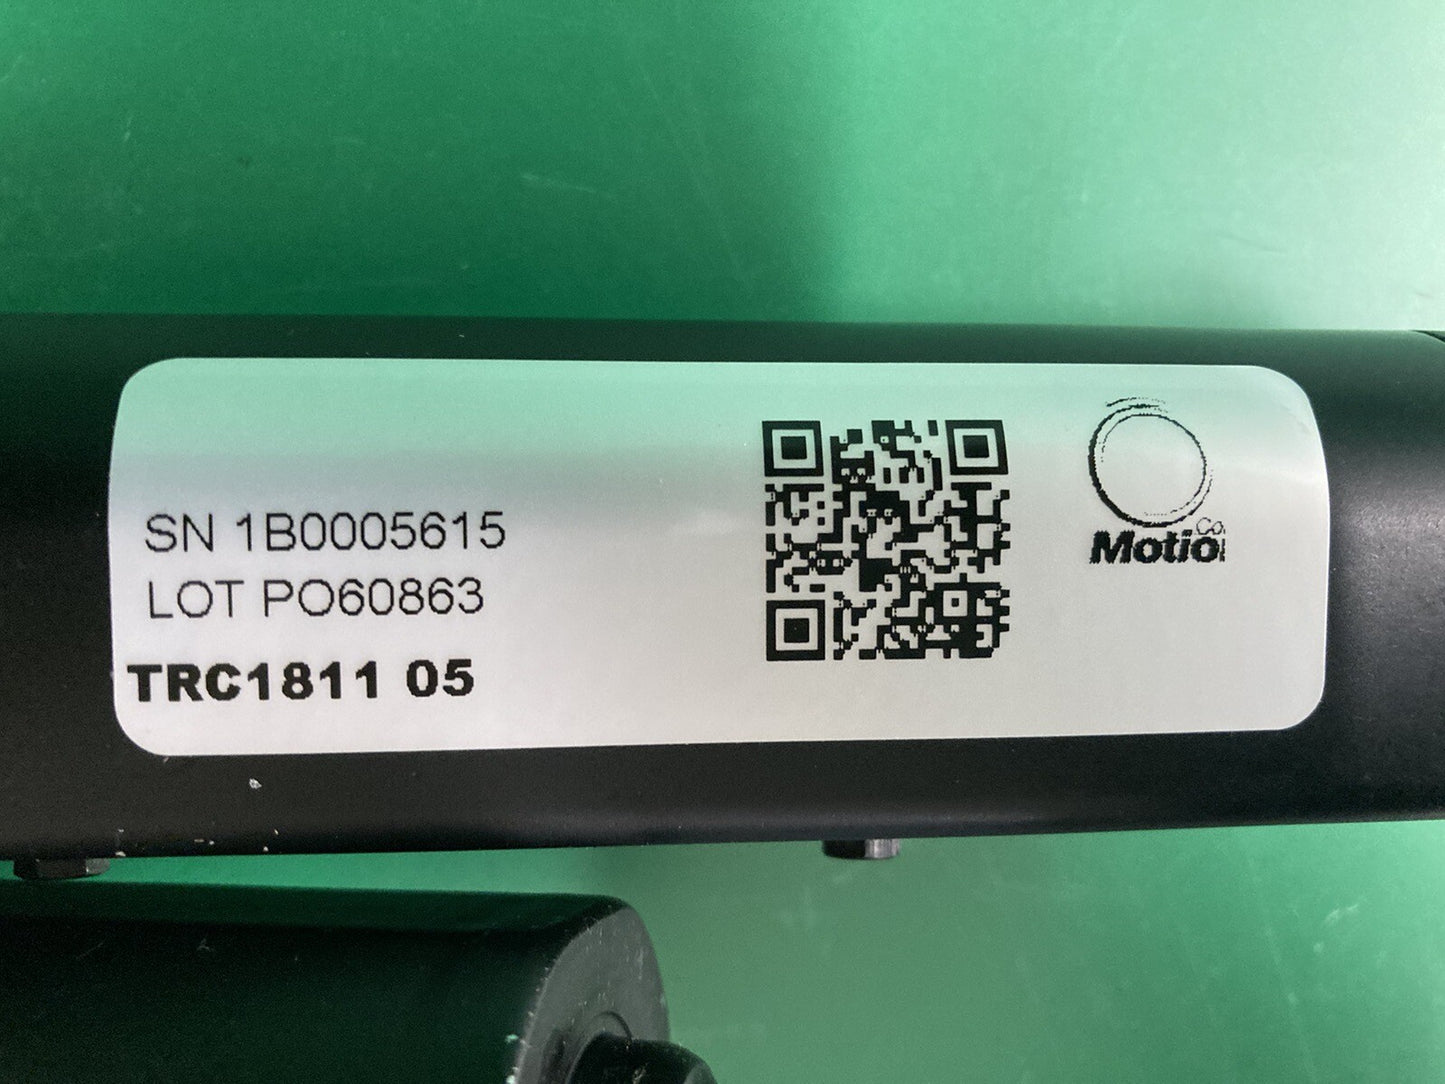 SN 1B0005615
LOT PO60863
TRC1811 05
Co.
Motio